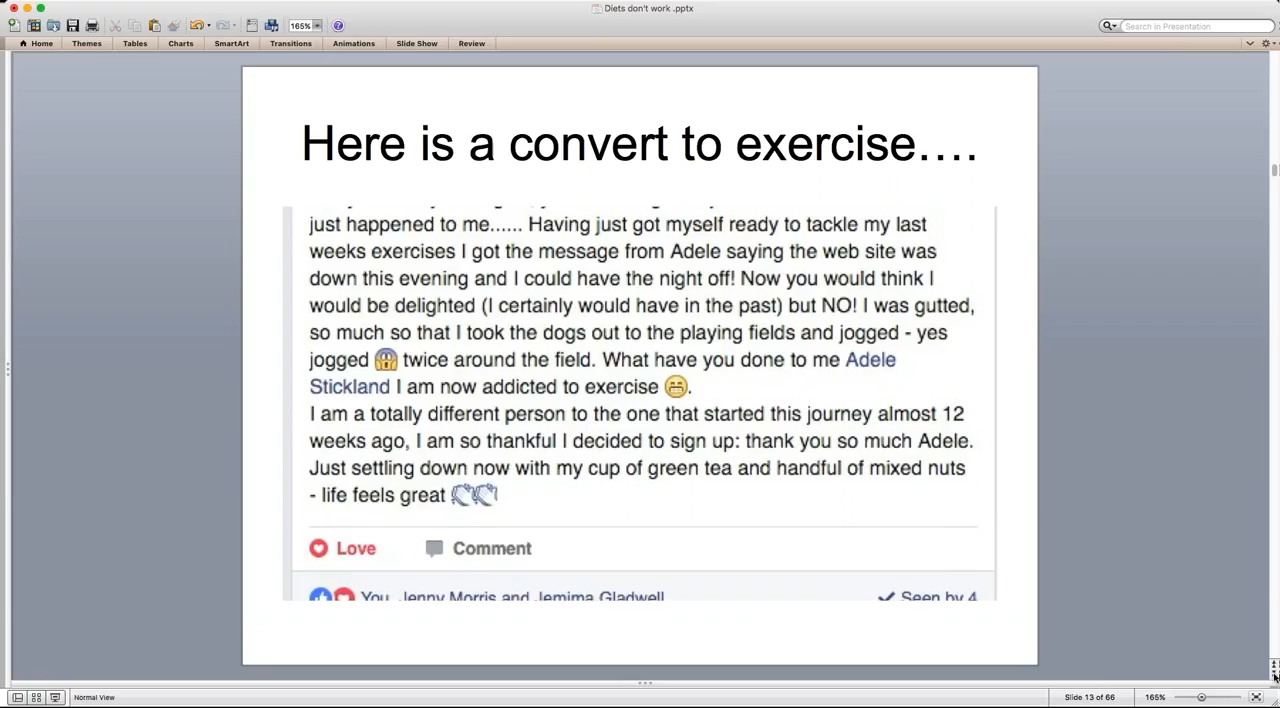 Diets don't work .pptx
165%
Search in Presentation
Home Themes Tables Charts SmartArt Transitions Animations Slide Show Review
Here is a convert to exercise….
just happened to me...... Having just got myself ready to tackle my last
weeks exercises I got the message from Adele saying the web site was
down this evening and I could have the night off! Now you would think I
would be delighted (I certainly would have in the past) but NO! I was gutted,
so much so that I took the dogs out to the playing fields and jogged - yes
jogged 😱 twice around the field. What have you done to me Adele
Stickland I am now addicted to exercise 😁.
I am a totally different person to the one that started this journey almost 12
weeks ago, I am so thankful I decided to sign up: thank you so much Adele.
Just settling down now with my cup of green tea and handful of mixed nuts
- life feels great 👏👏
Love Comment
You, Jenny Morris and Jemima Gladwell Seen by 4
Normal View Slide 13 of 66 165%